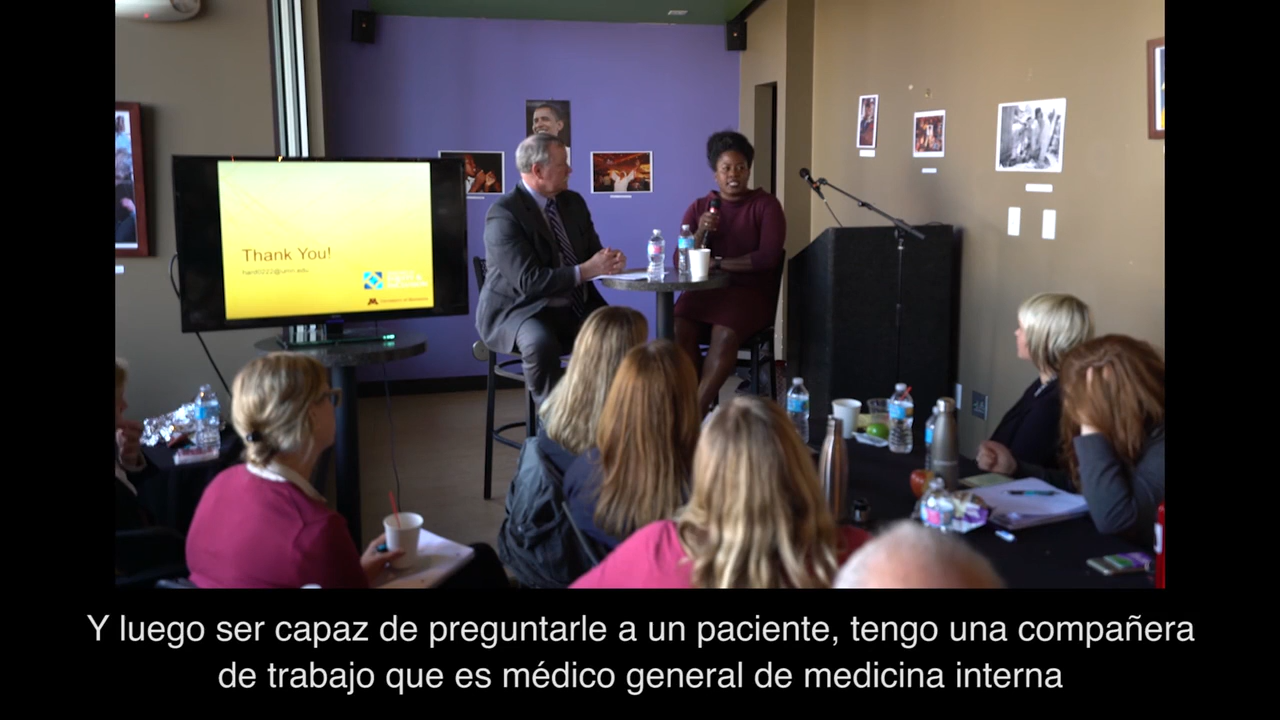 Thank You!
Y luego ser capaz de preguntarle a un paciente, tengo una compañera
de trabajo que es médico general de medicina interna